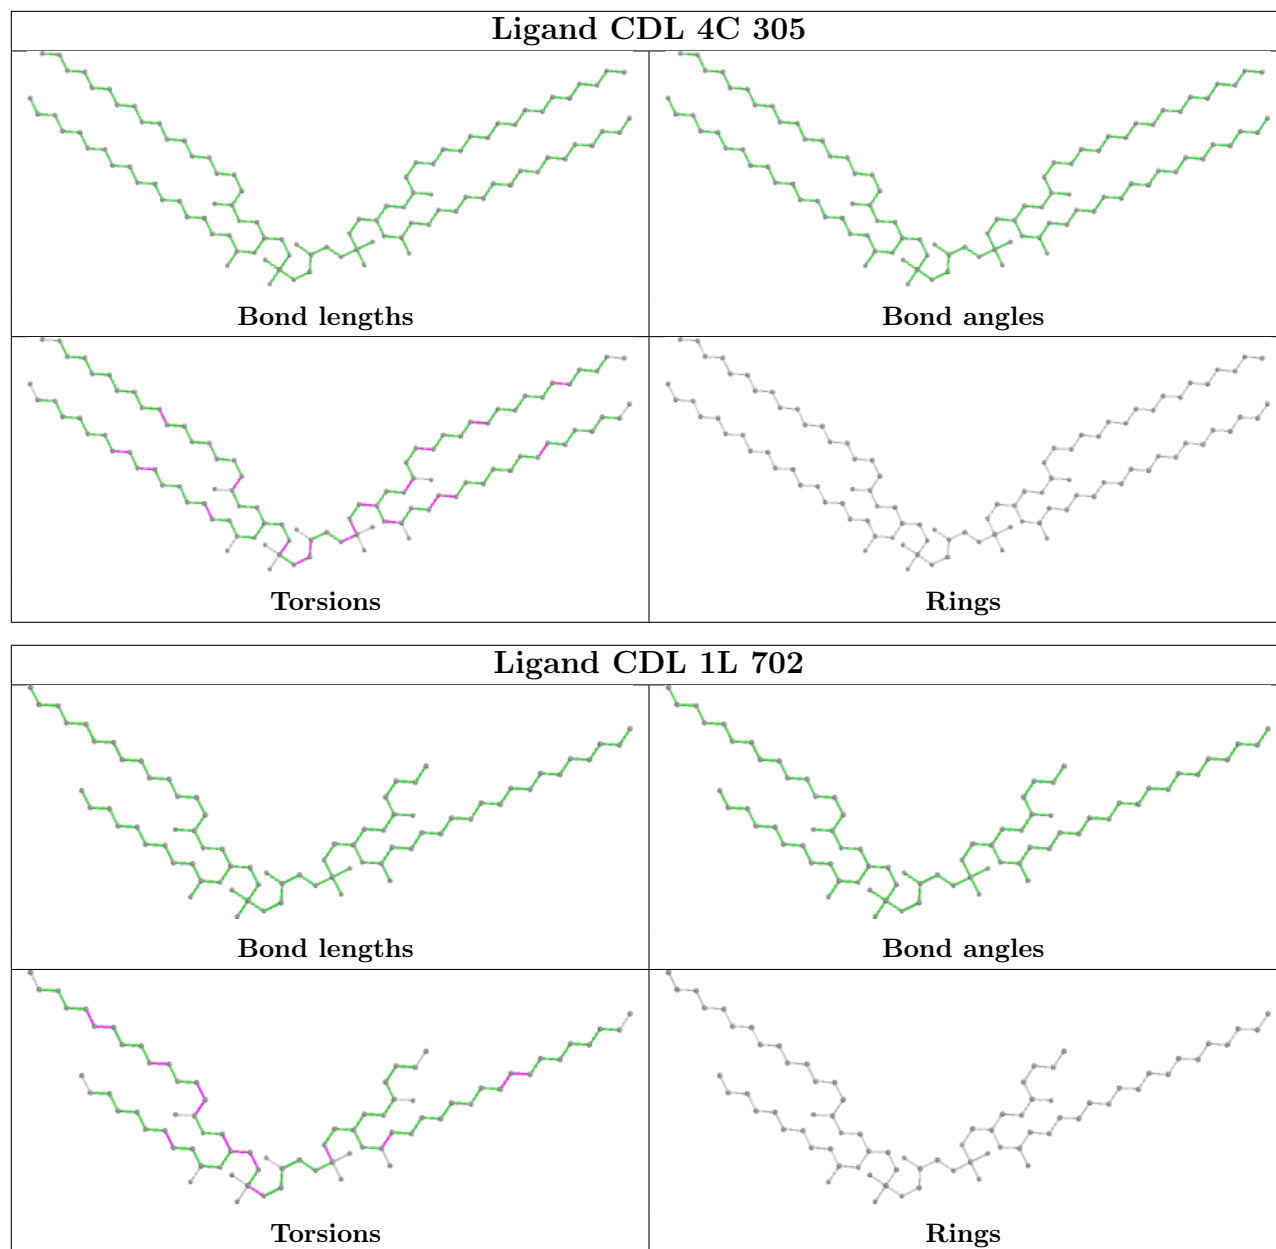 Ligand CDL 4C 305
Bond lengths
Bond angles
Torsions
Rings
Ligand CDL 1L 702
Bond lengths
Bond angles
Torsions
Rings